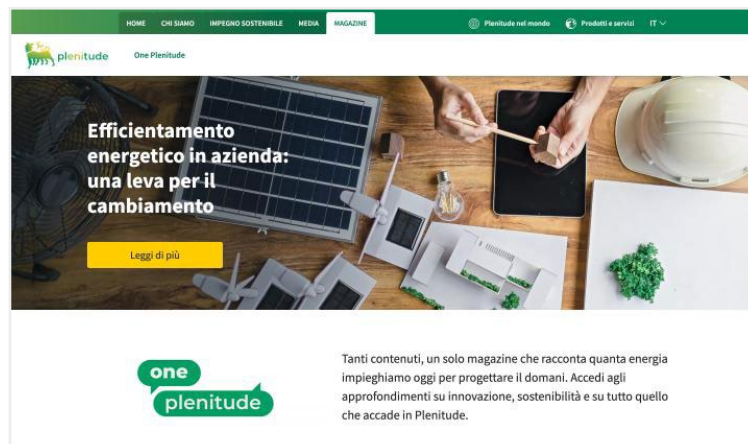 HOME CHI SIAMO IMPEGNO SOSTENIBILE MEDIA MAGAZINE Plenitude nel mondo Prodotti e servizi IT
plenitude One Plenitude
Efficientamento
energetico in azienda:
una leva per il
cambiamento
Leggi di più
one
plenitude
Tanti contenuti, un solo magazine che racconta quanta energia
impieghiamo oggi per progettare il domani. Accedi agli
approfondimenti su innovazione, sostenibilità e su tutto quello
che accade in Plenitude.